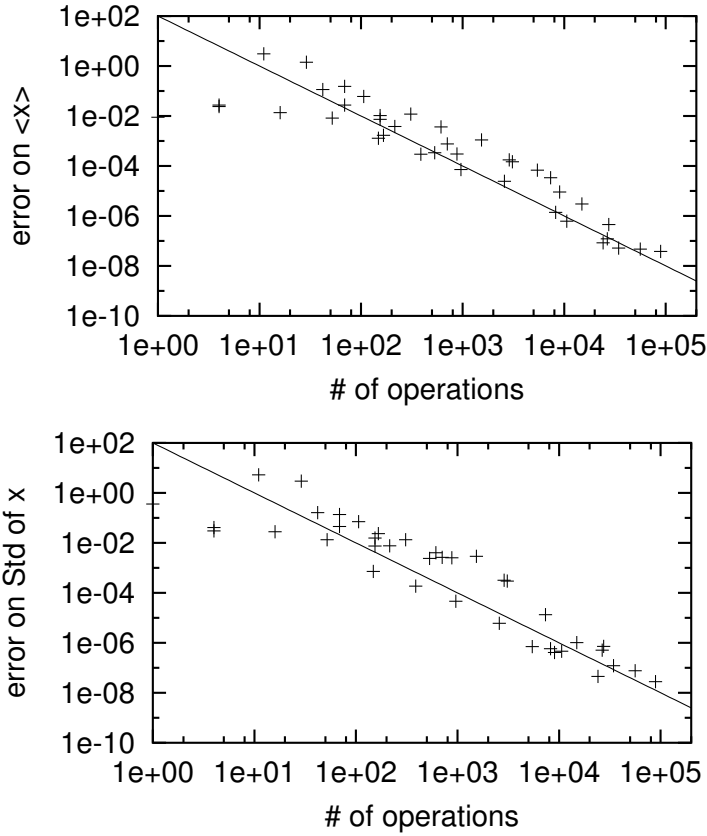 error on <x>
1e+02
1e+00
1e-02
1e-04
1e-06
1e-08
1e-10
1e+00 1e+01 1e+02 1e+03 1e+04 1e+05
# of operations
error on Std of x
1e+02
1e+00
1e-02
1e-04
1e-06
1e-08
1e-10
1e+00 1e+01 1e+02 1e+03 1e+04 1e+05
# of operations